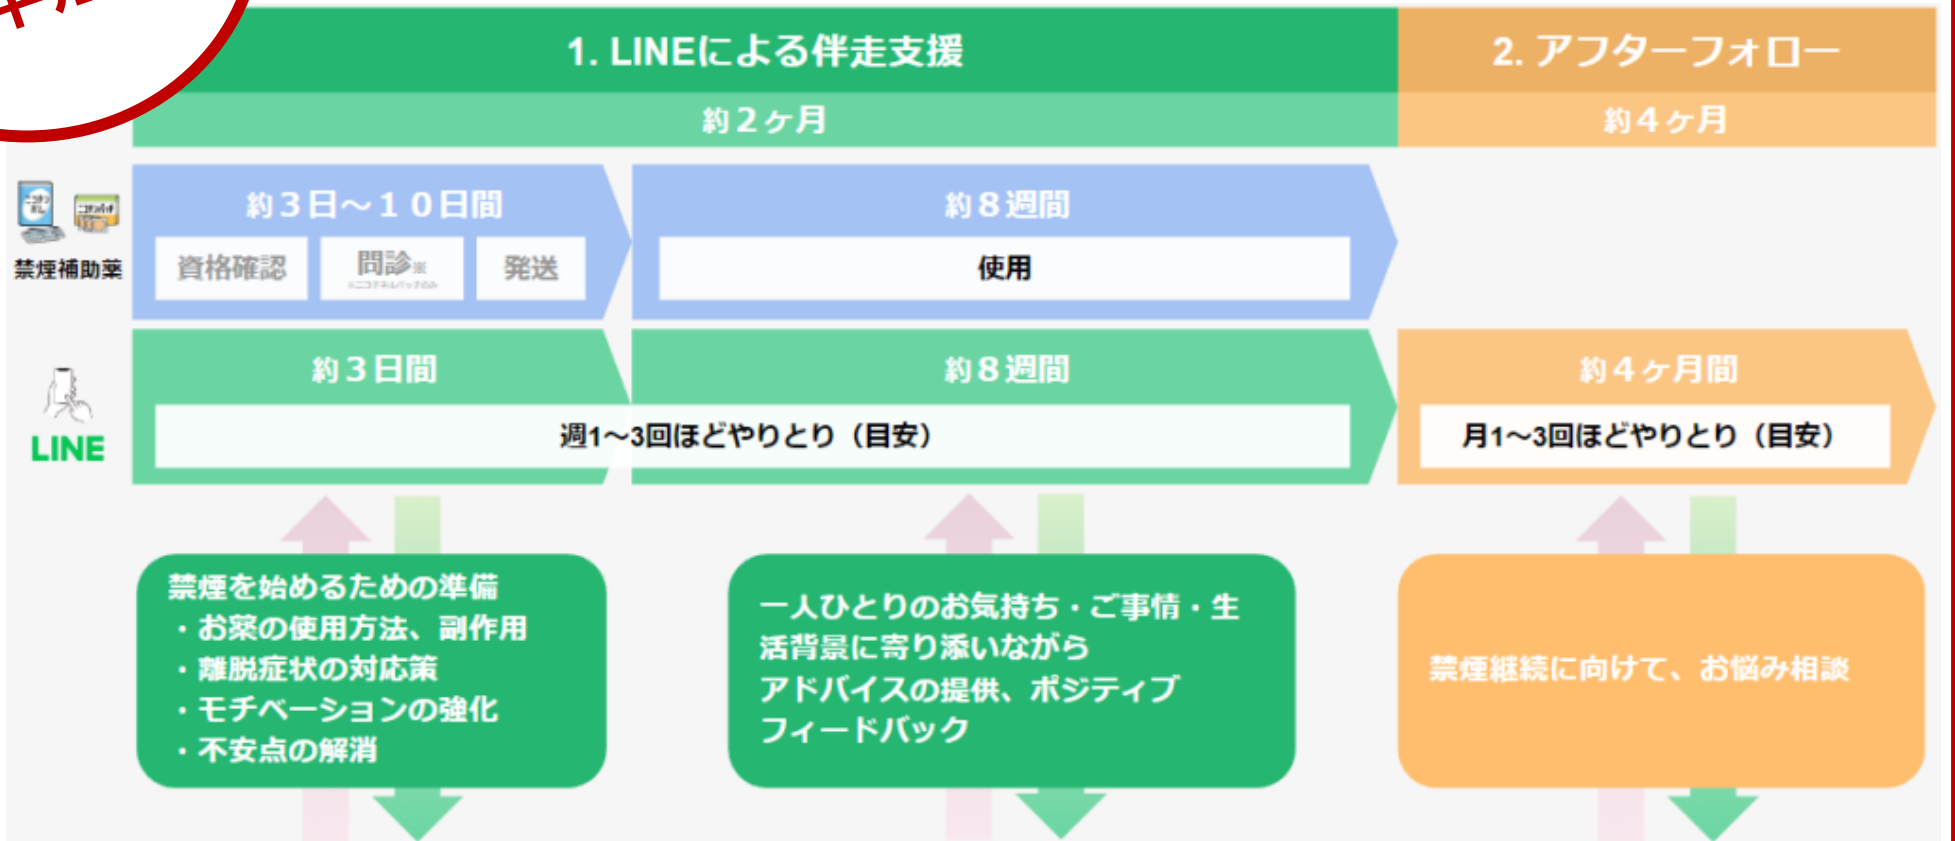 1. LINEによる伴走支援
2. アフターフォロー
約２ヶ月
約４ヶ月
約３日～１０日間
約８週間
禁煙補助薬
資格確認
問診※
※ニコチネルパッチのみ
発送
使用
約３日間
約８週間
約４ヶ月間
LINE
週1～3回ほどやりとり（目安）
月1～3回ほどやりとり（目安）
禁煙を始めるための準備
・お薬の使用方法、副作用
・離脱症状の対応策
・モチベーションの強化
・不安点の解消
一人ひとりのお気持ち・ご事情・生
活背景に寄り添いながら
アドバイスの提供、ポジティブ
フィードバック
禁煙継続に向けて、お悩み相談